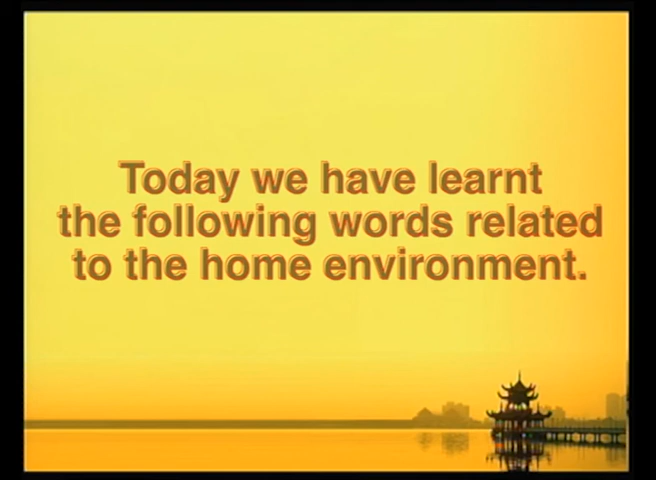 Today we have learnt
the following words related
to the home environment.